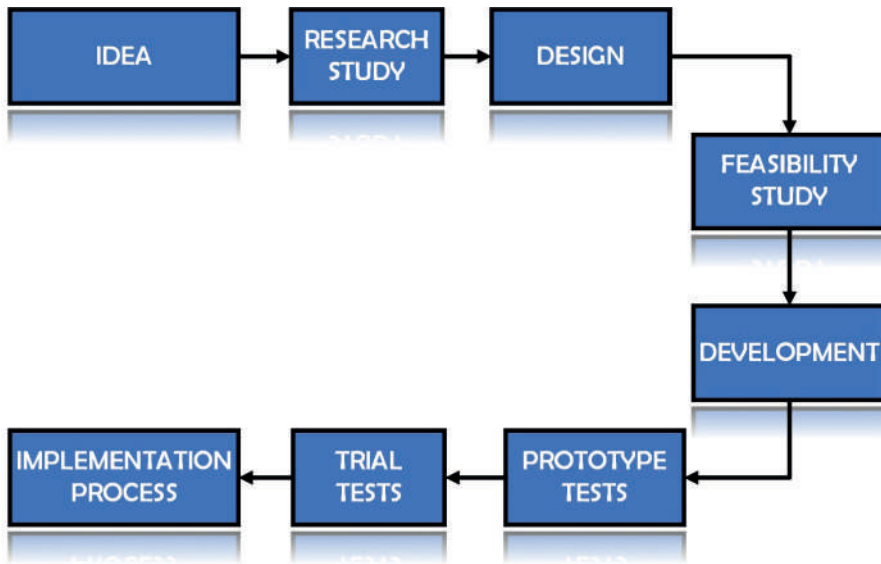 IDEA
RESEARCH
STUDY
DESIGN
FEASIBILITY
STUDY
DEVELOPMENT
PROTOTYPE
TESTS
TRIAL
TESTS
IMPLEMENTATION
PROCESS